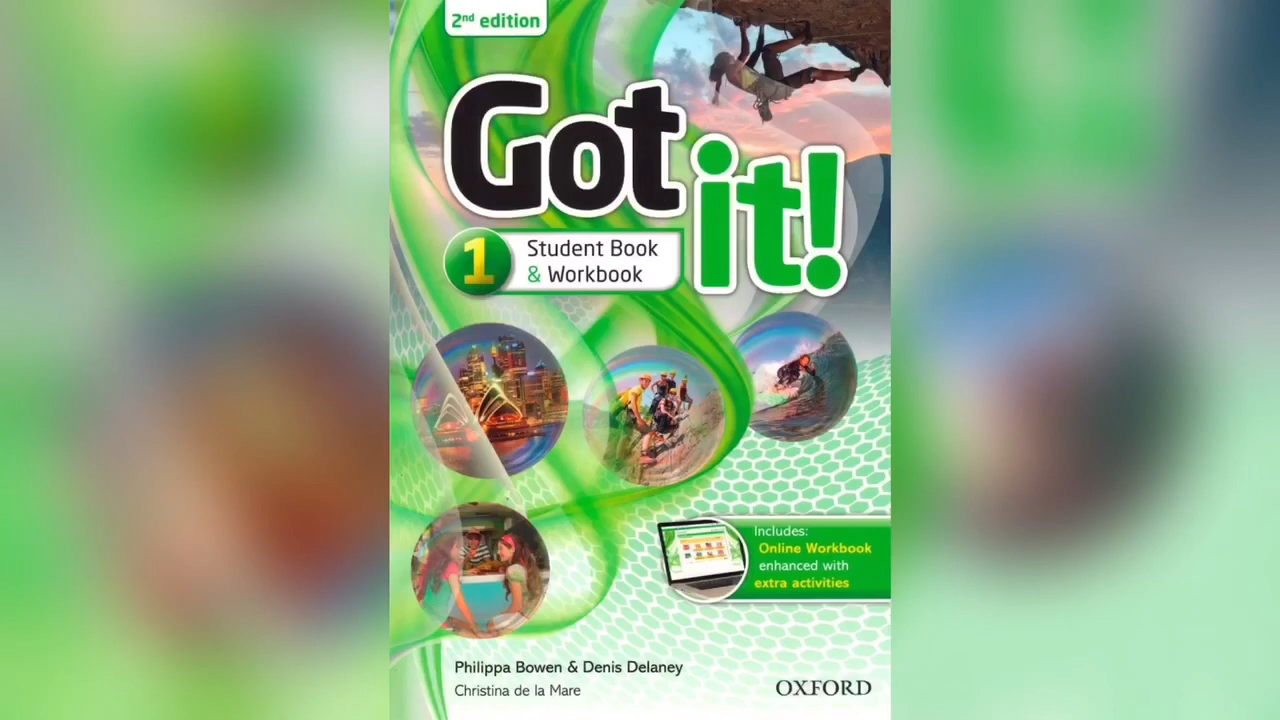 2nd edition
Got
it!
1
Student Book
& Workbook
Includes:
Online Workbook
enhanced with
extra activities
Philippa Bowen & Denis Delaney
Christina de la Mare
OXFORD